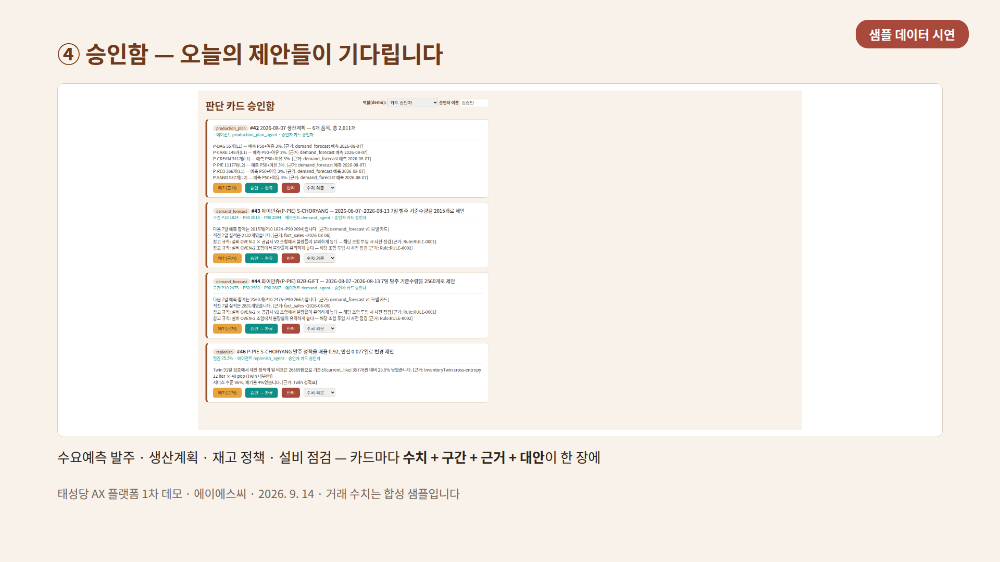 샘플 데이터 시연
④ 승인함 — 오늘의 제안들이 기다립니다
판단 카드 승인함
역할(demo): 카드 승인자 승인자 이름 김승인
production_plan #42 2026-08-07 생산계획 — 6개 품목, 총 2,611개
· 에이전트 production_plan_agent · 승인자 카드 승인자
P-BAG 55개(L1) — 예측 P50+여유 3%. [근거: demand_forecast 예측 2026-08-07]
P-CAKE 145개(L1) — 예측 P50+여유 3%. [근거: demand_forecast 예측 2026-08-07]
P-CREAM 341개(L1) — 예측 P50+여유 3%. [근거: demand_forecast 예측 2026-08-07]
P-PIE 1117개(L2) — 예측 P50+여유 3%. [근거: demand_forecast 예측 2026-08-07]
P-RED 366개(L1) — 예측 P50+여유 3%. [근거: demand_forecast 예측 2026-08-07]
P-SAND 587개(L2) — 예측 P50+여유 3%. [근거: demand_forecast 예측 2026-08-07]
왜? (근거) 승인 → 환류 반려 수치 의문
demand_forecast #43 파이만쥬(P-PIE) S-CHORYANG — 2026-08-07~2026-08-13 7일 발주 기준수량을 2015개로 제안
구간 P10 1824 · P50 2015 · P90 2094 · 에이전트 demand_agent · 승인자 카드 승인자
다음 7일 예측 합계는 2015개(P10 1824~P90 2094)입니다. [근거: demand_forecast v1 모델 카드]
직전 7일 실적은 2132개였습니다. [근거: fact_sales ~2026-08-06]
참고 규칙: 설비 OVEN-2 × 공급사 V2 조합에서 불량률이 유의하게 높다 — 해당 조합 투입 시 사전 점검 [근거: Rule:RULE-0001]
참고 규칙: 설비 OVEN-2 조합에서 불량률이 유의하게 높다 — 해당 조합 투입 시 사전 점검 [근거: Rule:RULE-0002]
왜? (근거) 승인 → 환류 반려 수치 의문
demand_forecast #44 파이만쥬(P-PIE) B2B-GIFT — 2026-08-07~2026-08-13 7일 발주 기준수량을 2560개로 제안
구간 P10 2475 · P50 2560 · P90 2667 · 에이전트 demand_agent · 승인자 카드 승인자
다음 7일 예측 합계는 2560개(P10 2475~P90 2667)입니다. [근거: demand_forecast v1 모델 카드]
직전 7일 실적은 2831개였습니다. [근거: fact_sales ~2026-08-06]
참고 규칙: 설비 OVEN-2 × 공급사 V2 조합에서 불량률이 유의하게 높다 — 해당 조합 투입 시 사전 점검 [근거: Rule:RULE-0001]
참고 규칙: 설비 OVEN-2 조합에서 불량률이 유의하게 높다 — 해당 조합 투입 시 사전 점검 [근거: Rule:RULE-0002]
왜? (근거) 승인 → 환류 반려 수치 의문
replenish #46 P-PIE S-CHORYANG 발주 정책을 배율 0.92, 안전 0.077일로 변경 제안
절감 25.5% · 에이전트 replenish_agent · 승인자 카드 승인자
Twin 91일 검증에서 제안 정책의 일 비용은 26669원으로 기준선(current_like) 35776원 대비 25.5% 낮았습니다. [근거: InventoryTwin cross-entropy
12 iter × 40 pop (Twin 내부만)]
서비스 수준 96%, 폐기율 4%였습니다. [근거: Twin 성적표]
왜? (근거) 승인 → 환류 반려 수치 의문
수요예측 발주 · 생산계획 · 재고 정책 · 설비 점검 — 카드마다 수치 + 구간 + 근거 + 대안이 한 장에
태성당 AX 플랫폼 1차 데모 · 에이에스씨 · 2026. 9. 14 · 거래 수치는 합성 샘플입니다